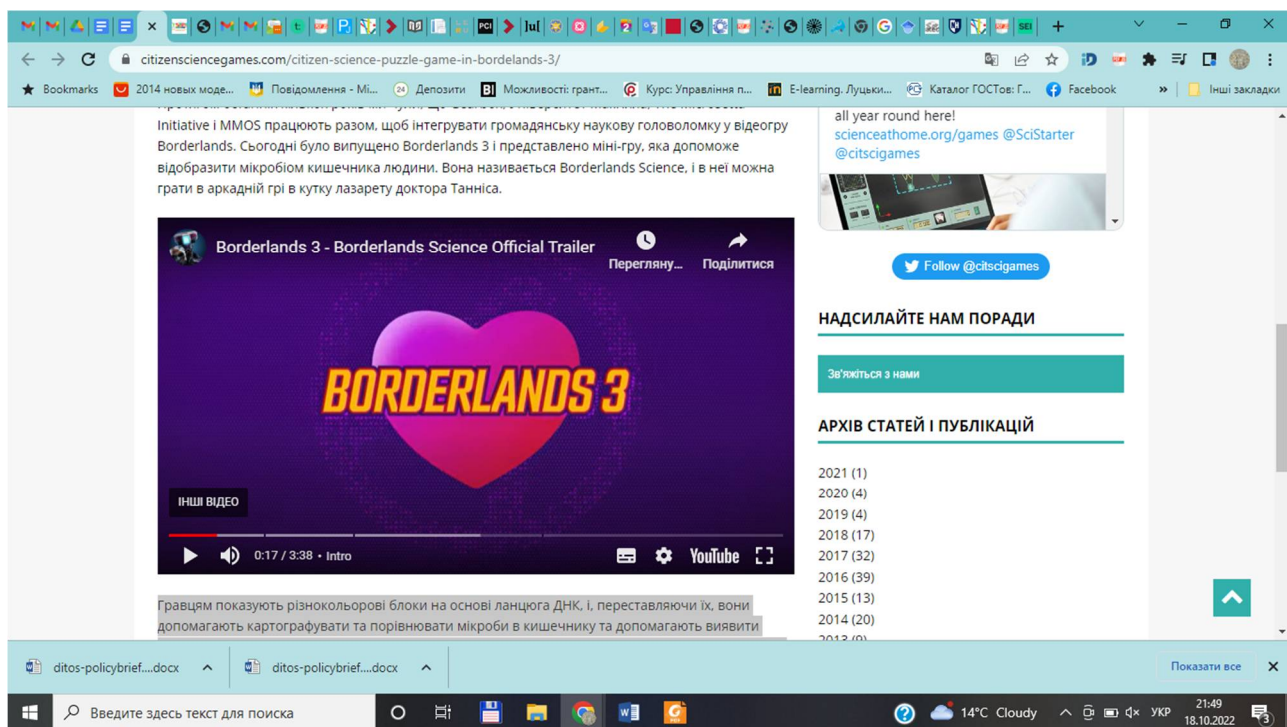 citizensciencegames.com/citizen-science-puzzle-game-in-bordelands-3/
Bookmarks
2014 новых моде...
Повідомлення - Mi...
Депозити
Можливості: грант...
Курс: Управління п...
E-learning. Луцьки...
Каталог ГОСТов: Г...
Facebook
»
Інші закладки
Initiative і MMOS працюють разом, щоб інтегрувати громадянську наукову головоломку у відеогру
Borderlands. Сьогодні було випущено Borderlands 3 і представлено міні-гру, яка допоможе
відобразити мікробіом кишечника людини. Вона називається Borderlands Science, і в неї можна
грати в аркадній грі в кутку лазарету доктора Танніса.
Borderlands 3 - Borderlands Science Official Trailer
Перегляну...
Поділитися
BORDERLANDS 3
ІНШІ ВІДЕО
0:17 / 3:38 • Intro
YouTube
Гравцям показують різнокольорові блоки на основі ланцюга ДНК, і, переставляючи їх, вони
допомагають картографувати та порівнювати мікроби в кишечнику та допомагають виявити
all year round here!
scienceathome.org/games @SciStarter
@citscigames
Follow @citscigames
НАДСИЛАЙТЕ НАМ ПОРАДИ
Зв'яжіться з нами
АРХІВ СТАТЕЙ І ПУБЛІКАЦІЙ
2021 (1)
2020 (4)
2019 (4)
2018 (17)
2017 (32)
2016 (39)
2015 (13)
2014 (20)
2013 (9)
ditos-policybrief....docx
ditos-policybrief....docx
Показати все
Введите здесь текст для поиска
14°C Cloudy
УКР
21:49
18.10.2022